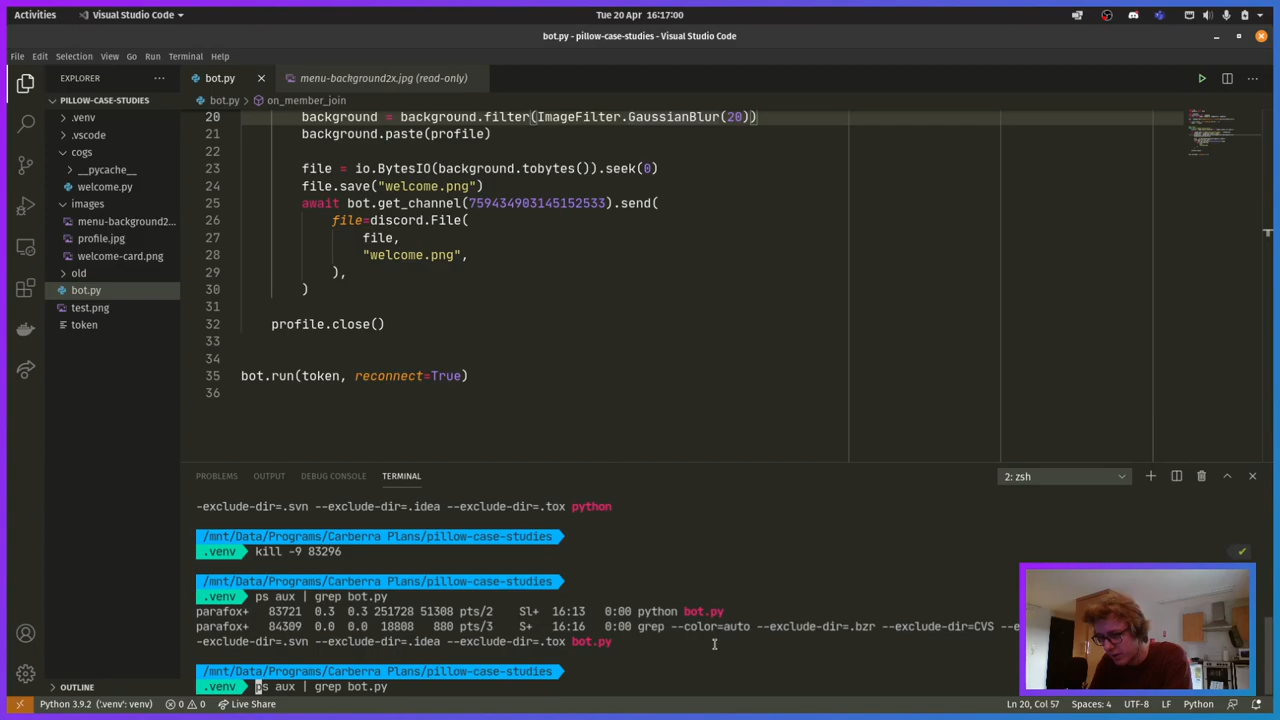 Activities
Visual Studio Code
Tue 20 Apr 16:17:00
bot.py - pillow-case-studies - Visual Studio Code
File Edit Selection View Go Run Terminal Help
EXPLORER
bot.py
menu-background2x.jpg (read-only)
PILLOW-CASE-STUDIES
bot.py > on_member_join
.venv
.vscode
cogs
__pycache__
welcome.py
images
menu-background2...
profile.jpg
welcome-card.png
old
bot.py
test.png
token
20 background = background.filter(ImageFilter.GaussianBlur(20))
21 background.paste(profile)
22
23 file = io.BytesIO(background.tobytes()).seek(0)
24 file.save("welcome.png")
25 await bot.get_channel(759434903145152533).send(
26 file=discord.File(
27 file,
28 "welcome.png",
29 ),
30 )
31
32 profile.close()
33
34
35 bot.run(token, reconnect=True)
36
PROBLEMS OUTPUT DEBUG CONSOLE TERMINAL
2: zsh
-exclude-dir=.svn --exclude-dir=.idea --exclude-dir=.tox python
/mnt/Data/Programs/Carberra Plans/pillow-case-studies
.venv kill -9 83296
/mnt/Data/Programs/Carberra Plans/pillow-case-studies
.venv ps aux | grep bot.py
parafox+ 83721 0.3 0.3 251728 51308 pts/2 Sl+ 16:13 0:00 python bot.py
parafox+ 84309 0.0 0.0 18808 880 pts/3 S+ 16:16 0:00 grep --color=auto --exclude-dir=.bzr --exclude-dir=CVS --e
-exclude-dir=.svn --exclude-dir=.idea --exclude-dir=.tox bot.py
/mnt/Data/Programs/Carberra Plans/pillow-case-studies
.venv ps aux | grep bot.py
OUTLINE
Python 3.9.2 ('.venv': venv) 0 0 Live Share
Ln 20, Col 57 Spaces: 4 UTF-8 LF Python